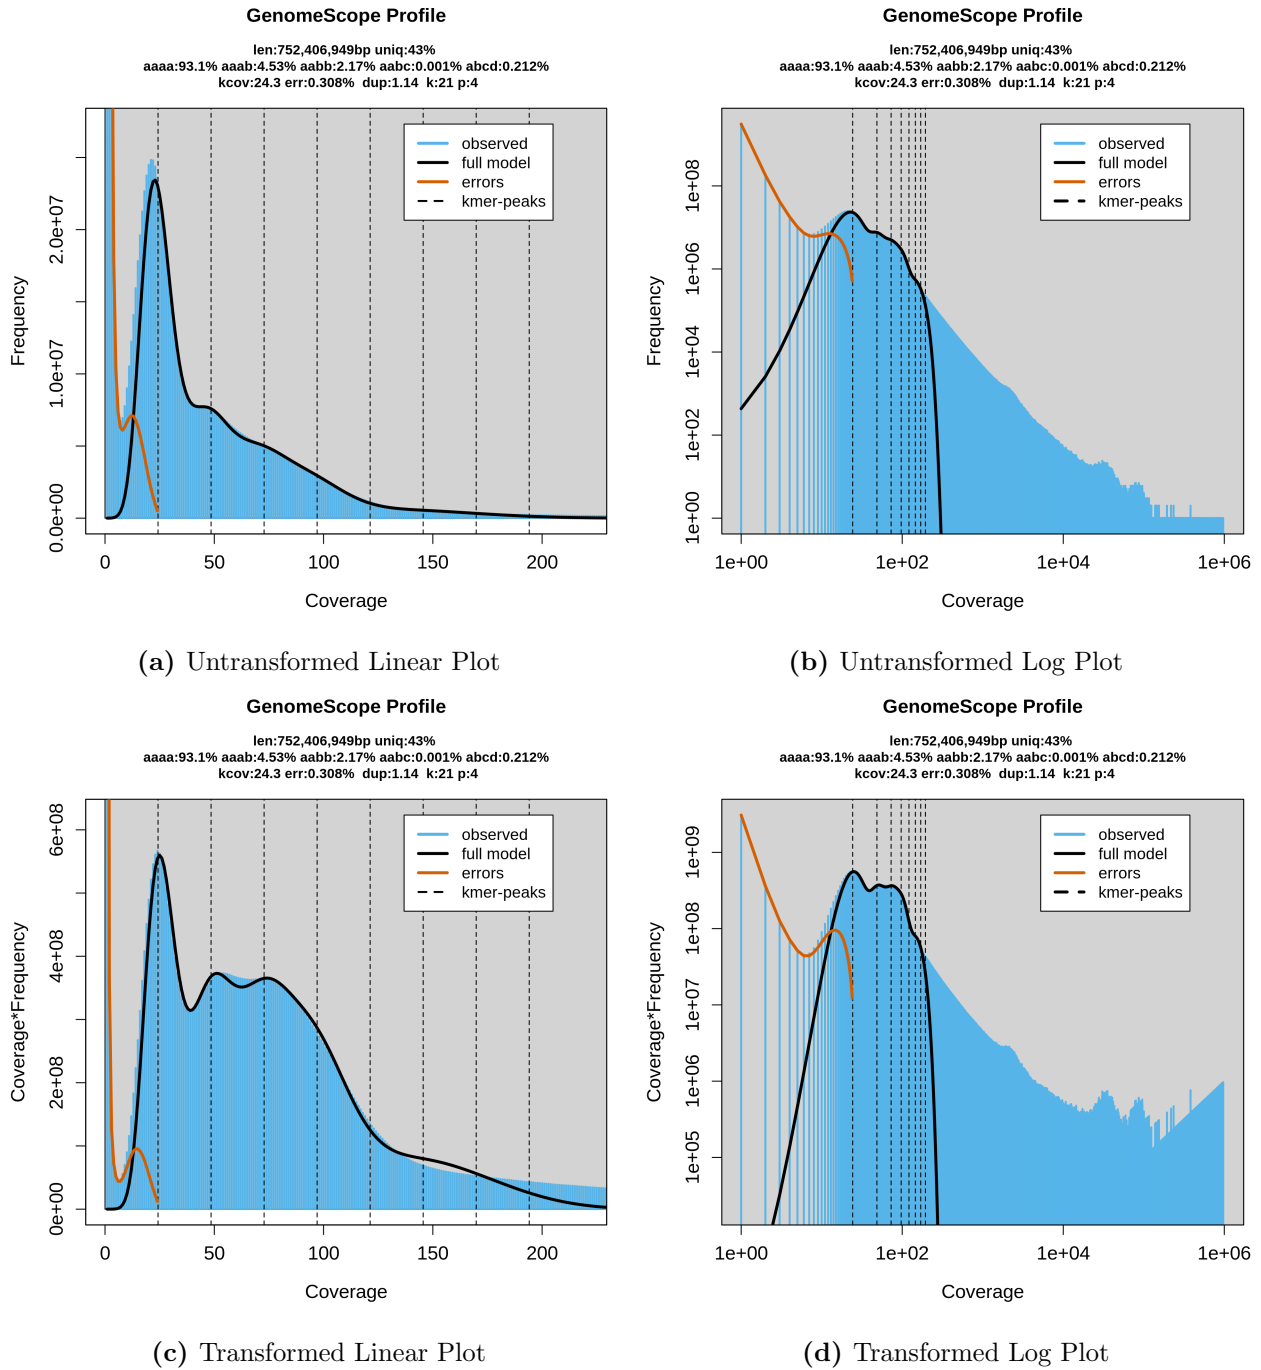 GenomeScope Profile
len:752,406,949bp uniq:43%
aaaa:93.1% aaab:4.53% aabb:2.17% aabc:0.001% abcd:0.212%
kcov:24.3 err:0.308% dup:1.14 k:21 p:4
Frequency
0.0e+00 1.0e+07 2.0e+07
observed
full model
errors
kmer-peaks
0 50 100 150 200
Coverage
(a) Untransformed Linear Plot
GenomeScope Profile
len:752,406,949bp uniq:43%
aaaa:93.1% aaab:4.53% aabb:2.17% aabc:0.001% abcd:0.212%
kcov:24.3 err:0.308% dup:1.14 k:21 p:4
Frequency
1e+00 1e+02 1e+04 1e+06 1e+08
observed
full model
errors
kmer-peaks
1e+00 1e+02 1e+04 1e+06
Coverage
(b) Untransformed Log Plot
GenomeScope Profile
len:752,406,949bp uniq:43%
aaaa:93.1% aaab:4.53% aabb:2.17% aabc:0.001% abcd:0.212%
kcov:24.3 err:0.308% dup:1.14 k:21 p:4
Coverage*Frequency
0e+00 2e+08 4e+08 6e+08
observed
full model
errors
kmer-peaks
0 50 100 150 200
Coverage
(c) Transformed Linear Plot
GenomeScope Profile
len:752,406,949bp uniq:43%
aaaa:93.1% aaab:4.53% aabb:2.17% aabc:0.001% abcd:0.212%
kcov:24.3 err:0.308% dup:1.14 k:21 p:4
Coverage*Frequency
1e+05 1e+06 1e+07 1e+08 1e+09
observed
full model
errors
kmer-peaks
1e+00 1e+02 1e+04 1e+06
Coverage
(d) Transformed Log Plot